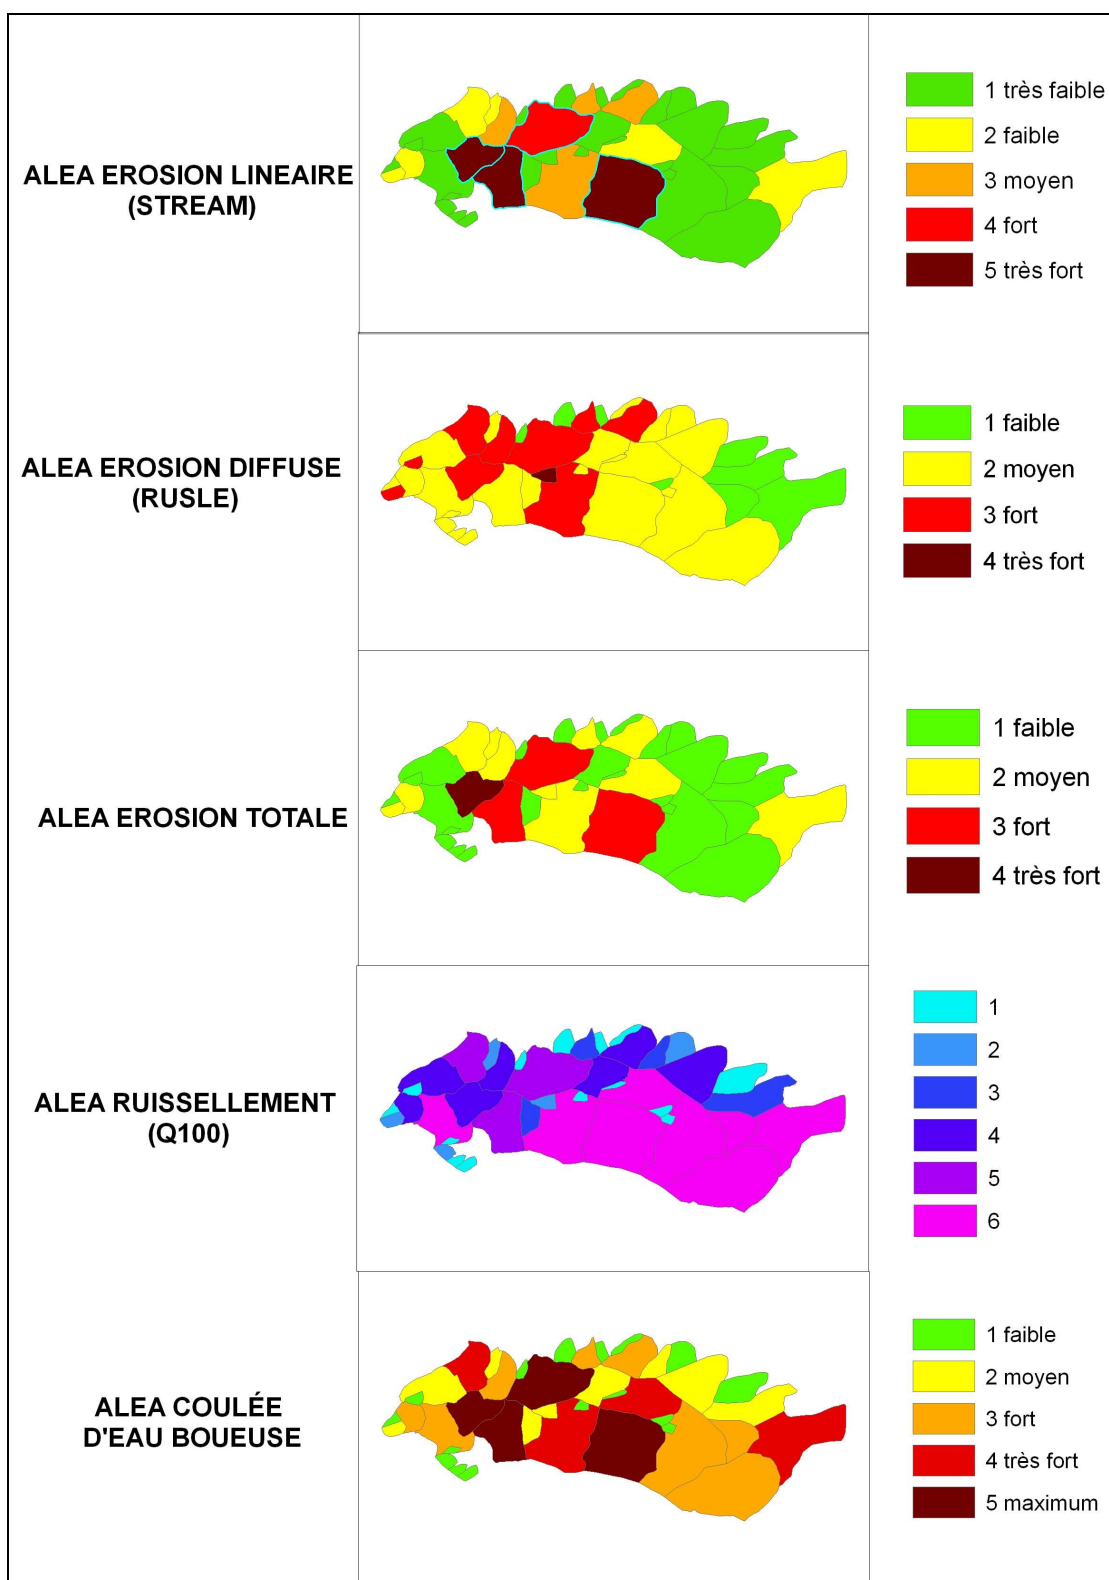 ALEA EROSION LINEAIRE
(STREAM)
1 très faible
2 faible
3 moyen
4 fort
5 très fort
ALEA EROSION DIFFUSE
(RUSLE)
1 faible
2 moyen
3 fort
4 très fort
ALEA EROSION TOTALE
1 faible
2 moyen
3 fort
4 très fort
ALEA RUISSELLEMENT
(Q100)
1
2
3
4
5
6
ALEA COULÉE
D'EAU BOUEUSE
1 faible
2 moyen
3 fort
4 très fort
5 maximum